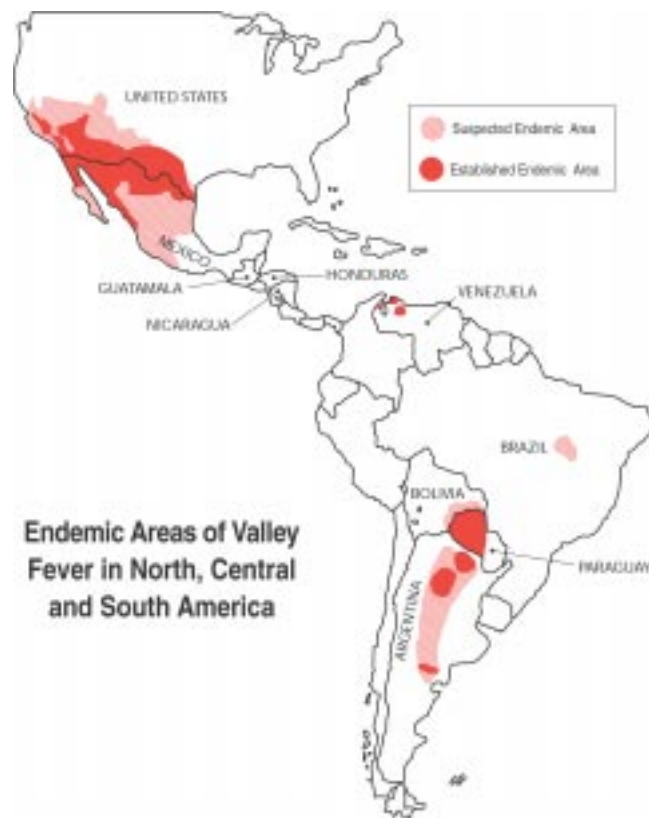 UNITED STATES
Suspected Endemic Area
Established Endemic Area
MEXICO
GUATAMALA
HONDURAS
NICARAGUA
VENEZUELA
BRAZIL
BOLIVIA
PARAGUAY
ARGENTINA
Endemic Areas of Valley
Fever in North, Central
and South America